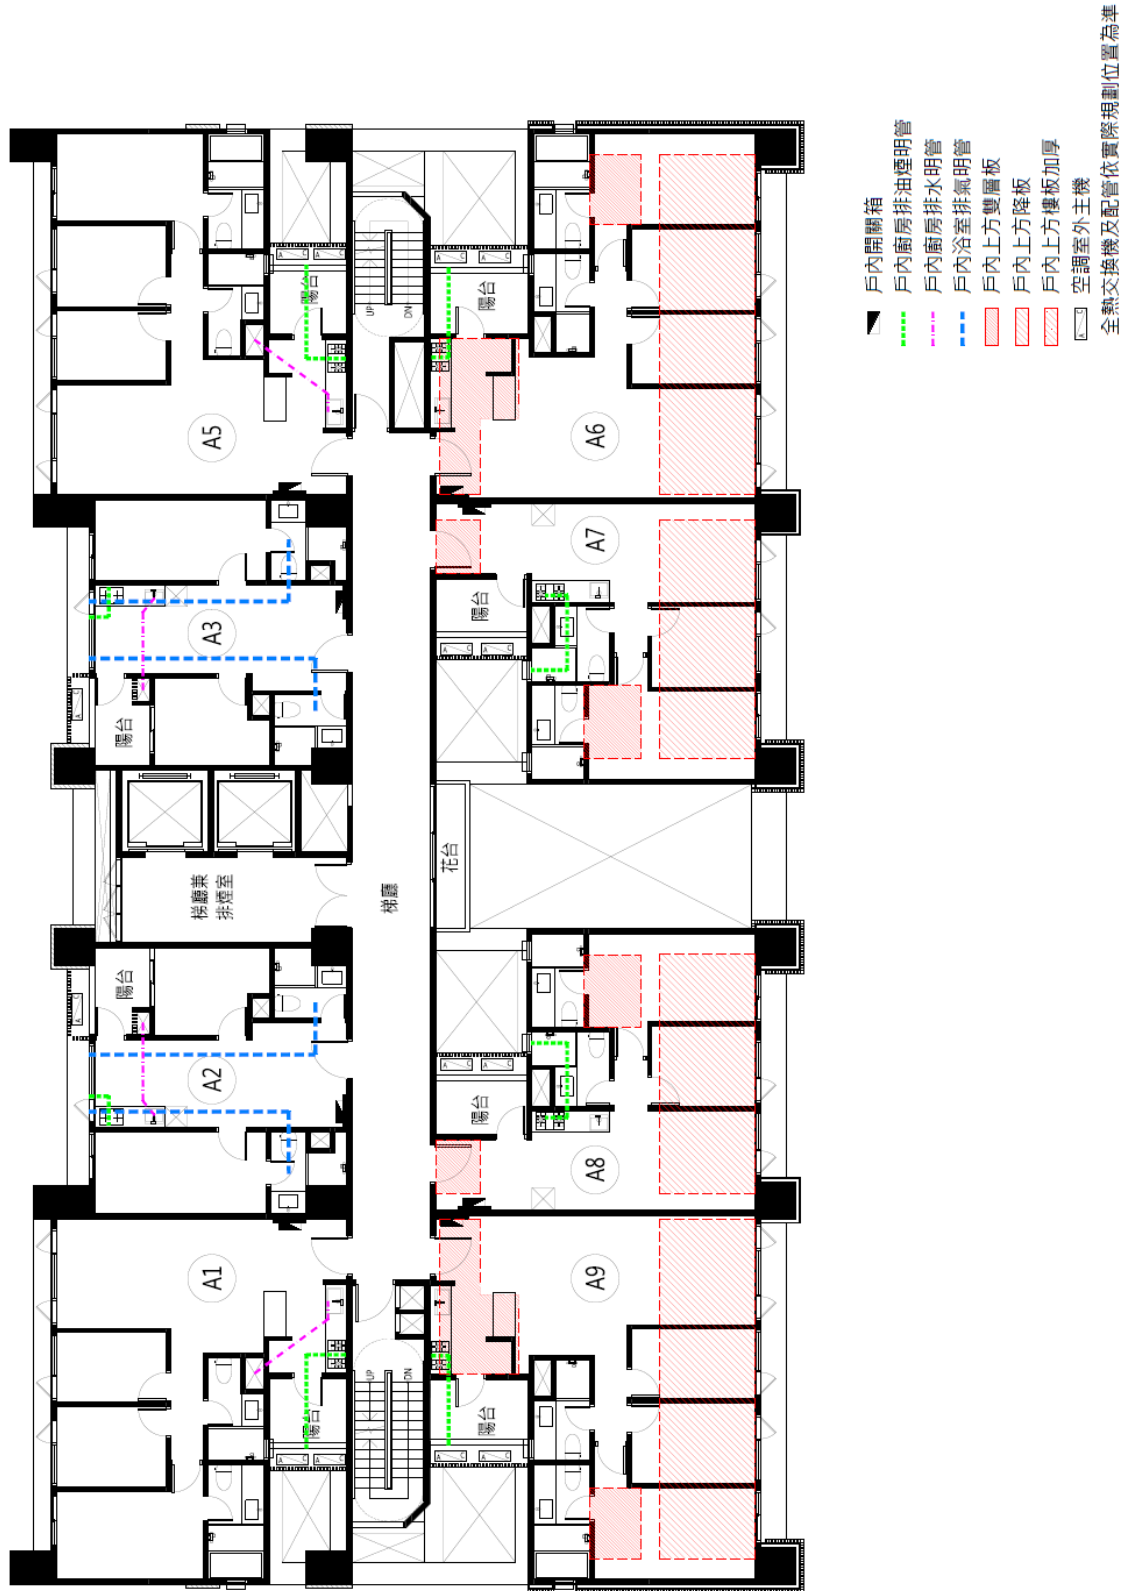 A5
A6
A3
A7
A2
A8
A1
A9
陽台
陽台
陽台
陽台
陽台
陽台
陽台
陽台
UP
DN
UP
DN
梯廳兼
排煙室
梯廳
花台
戶內開關箱
戶內廚房排油煙明管
戶內廚房排水明管
戶內浴室排氣明管
戶內上方雙層板
戶內上方降板
戶內上方樓板加厚
A C 空調室外主機
全熱交換機及配管依實際規劃位置為準